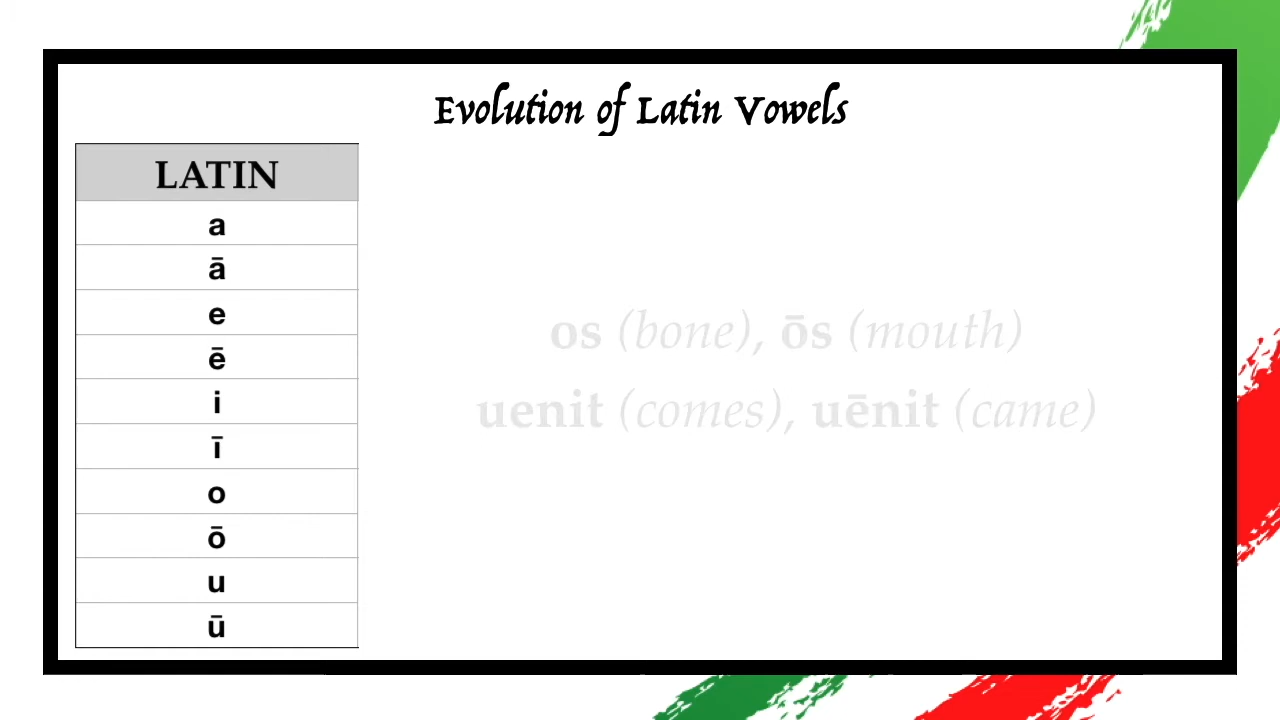 Evolution of Latin Vowels
LATIN
a
ā
e
ē
i
ī
o
ō
u
ū
os (bone), ōs (mouth)
uenit (comes), uēnit (came)